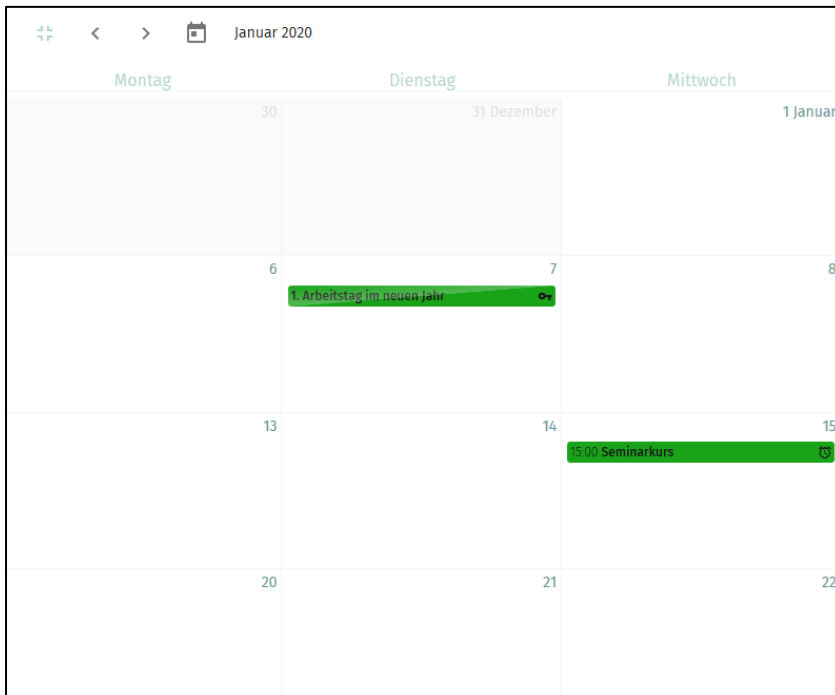 Januar 2020
Montag Dienstag Mittwoch
30 31 Dezember 1 Januar
6 7 8
1. Arbeitstag im neuen Jahr
13 14 15
15:00 Seminarkurs
20 21 22